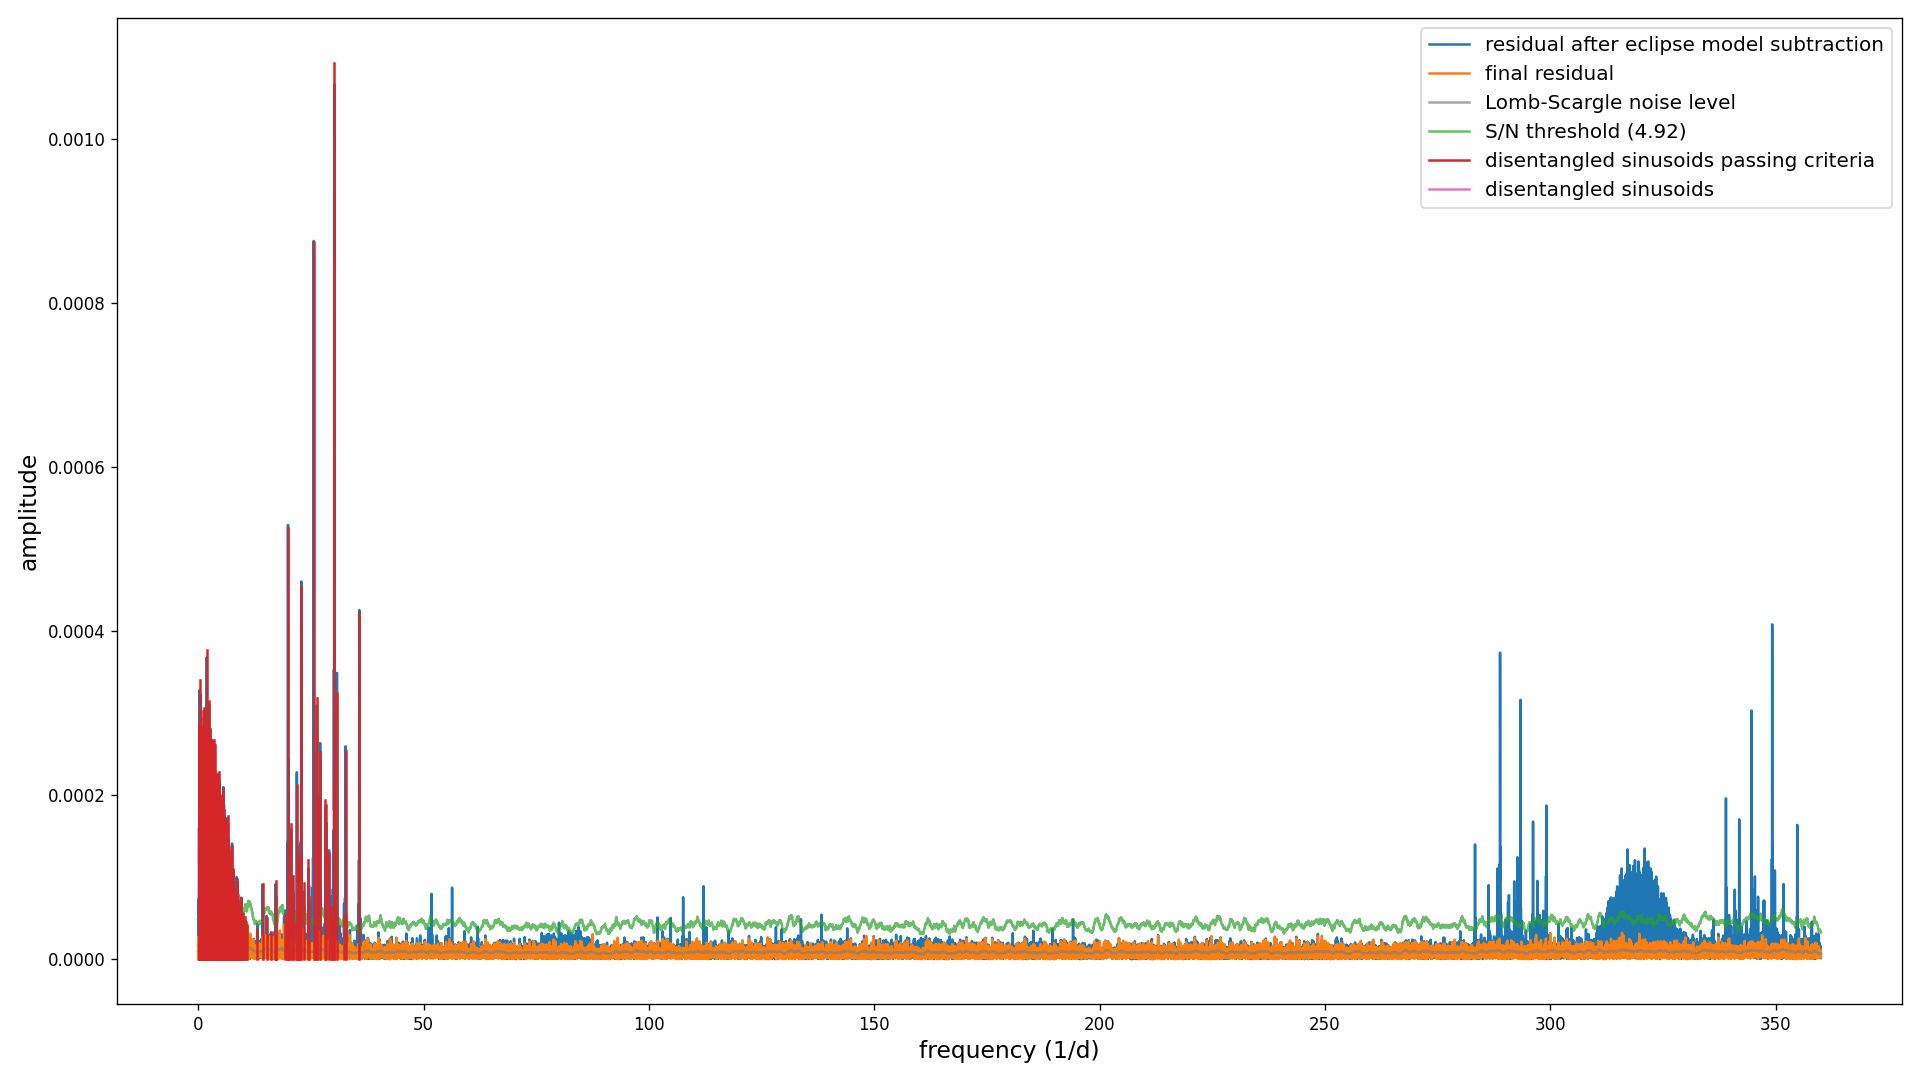 residual after eclipse model subtraction
final residual
Lomb-Scargle noise level
S/N threshold (4.92)
disentangled sinusoids passing criteria
disentangled sinusoids
amplitude
0.0010
0.0008
0.0006
0.0004
0.0002
0.0000
0 50 100 150 200 250 300 350
frequency (1/d)